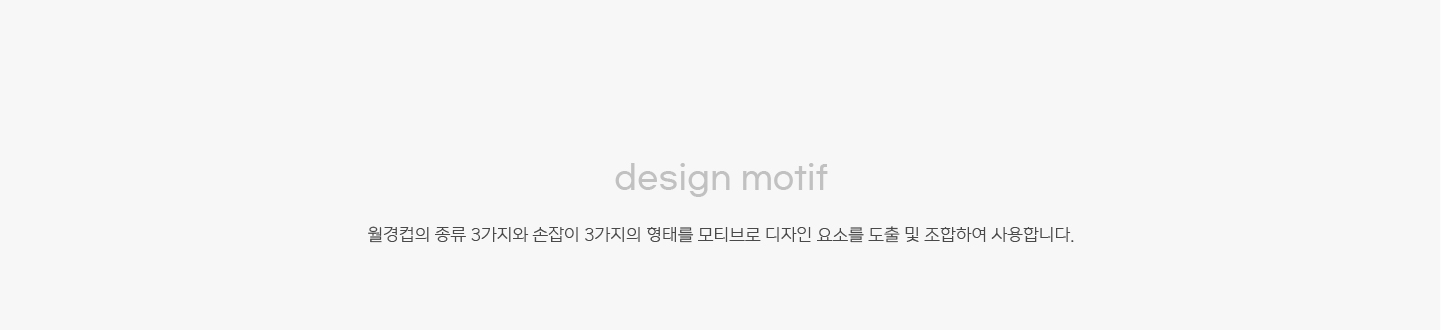 design motif
월경컵의 종류 3가지와 손잡이 3가지의 형태를 모티브로 디자인 요소를 도출 및 조합하여 사용합니다.